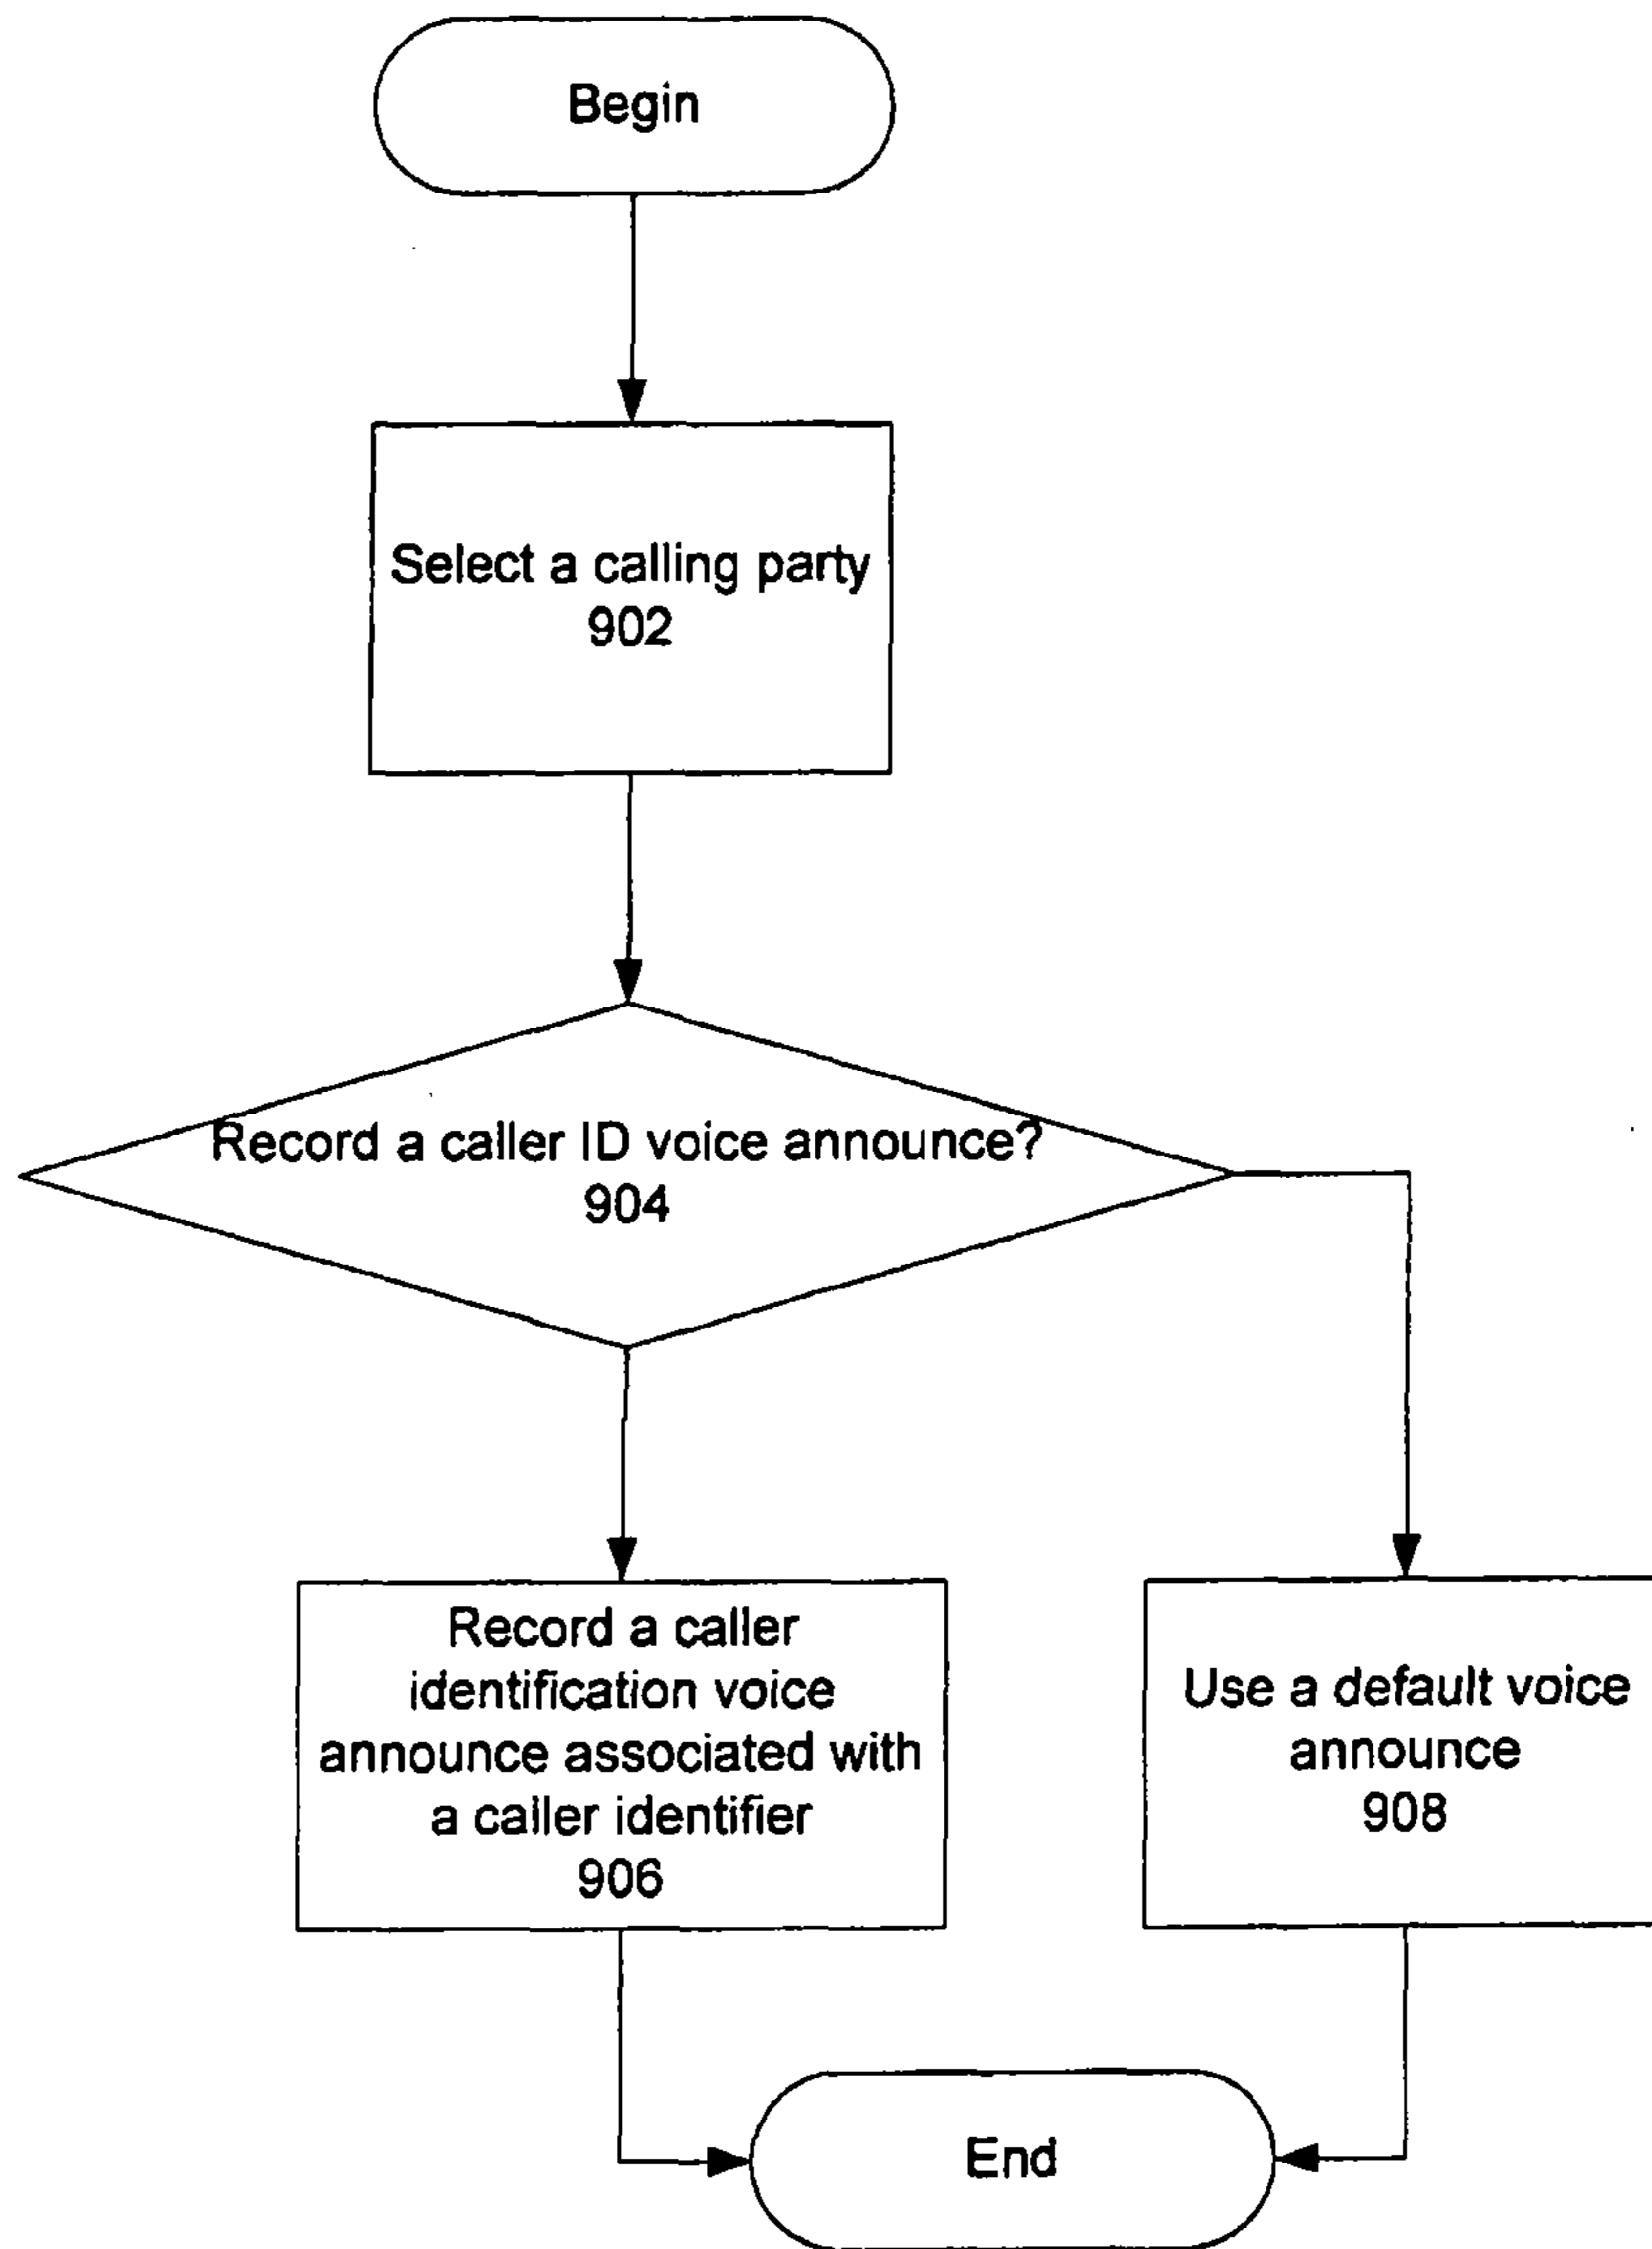 Begin
Select a calling party
902
Record a caller ID voice announce?
904
Record a caller
identification voice
announce associated with
a caller identifier
906
Use a default voice
announce
908
End